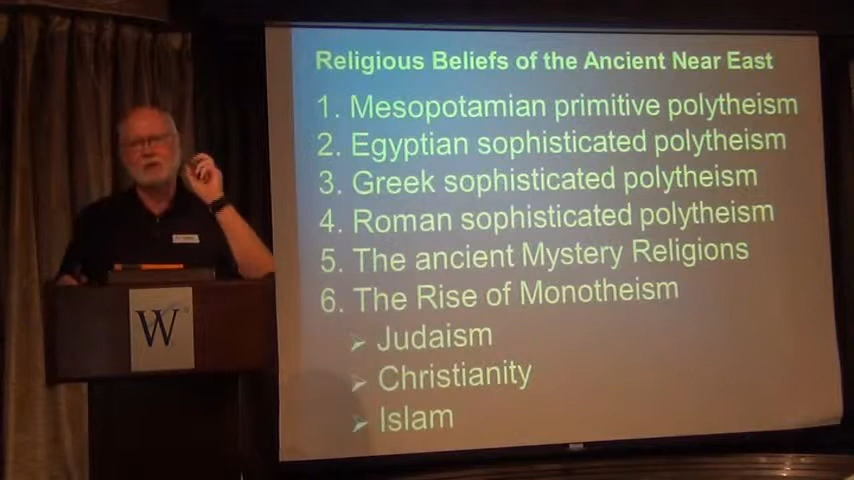 Religious Beliefs of the Ancient Near East
1. Mesopotamian primitive polytheism
2. Egyptian sophisticated polytheism
3. Greek sophisticated polytheism
4. Roman sophisticated polytheism
5. The ancient Mystery Religions
6. The Rise of Monotheism
➢ Judaism
➢ Christianity
➢ Islam
W